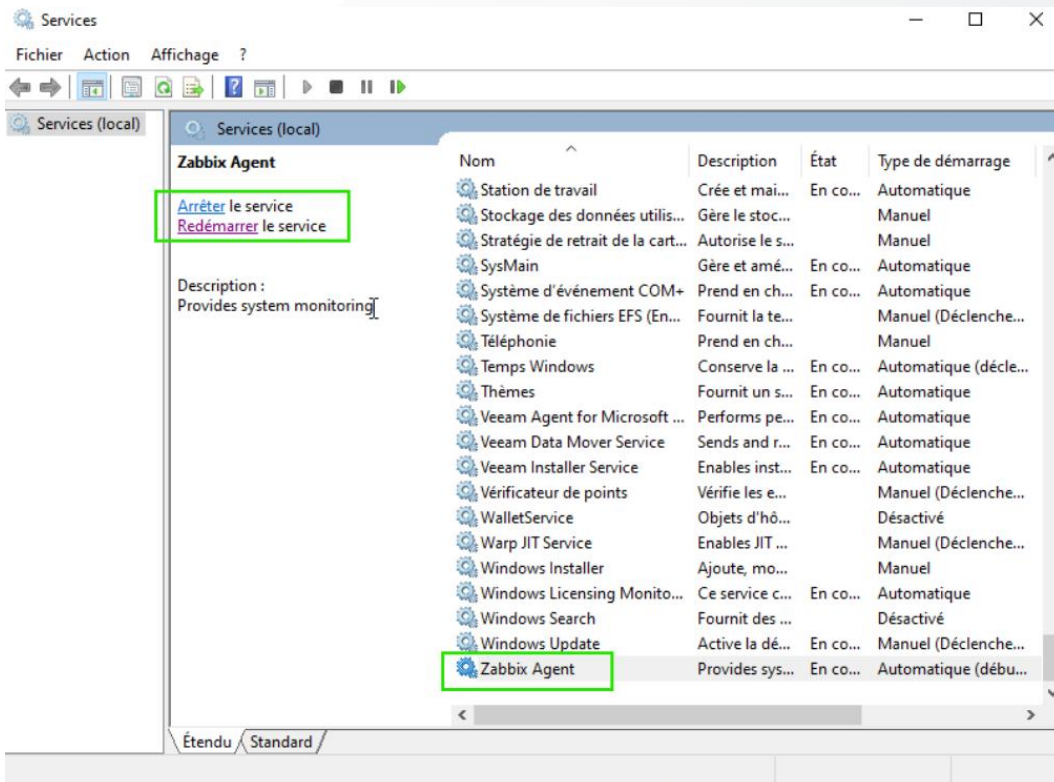 Services
Fichier Action Affichage ?
Services (local)
Services (local)
Zabbix Agent
Arrêter le service
Redémarrer le service
Description :
Provides system monitoring
Nom Description État Type de démarrage
Station de travail Crée et mai... En co... Automatique
Stockage des données utilis... Gère le stoc... Manuel
Stratégie de retrait de la cart... Autorise le s... Manuel
SysMain Gère et amé... En co... Automatique
Système d'événement COM+ Prend en ch... En co... Automatique
Système de fichiers EFS (En... Fournit la te... Manuel (Déclenche...
Téléphonie Prend en ch... Manuel
Temps Windows Conserve la ... En co... Automatique (décle...
Thèmes Fournit un s... En co... Automatique
Veeam Agent for Microsoft ... Performs pe... En co... Automatique
Veeam Data Mover Service Sends and r... En co... Automatique
Veeam Installer Service Enables inst... En co... Automatique
Vérificateur de points Vérifie les e... Manuel (Déclenche...
WalletService Objets d'hô... Désactivé
Warp JIT Service Enables JIT ... Manuel (Déclenche...
Windows Installer Ajoute, mo... Manuel
Windows Licensing Monito... Ce service c... En co... Automatique
Windows Search Fournit des ... Désactivé
Windows Update Active la dé... En co... Manuel (Déclenche...
Zabbix Agent Provides sys... En co... Automatique (débu...
Étendu Standard